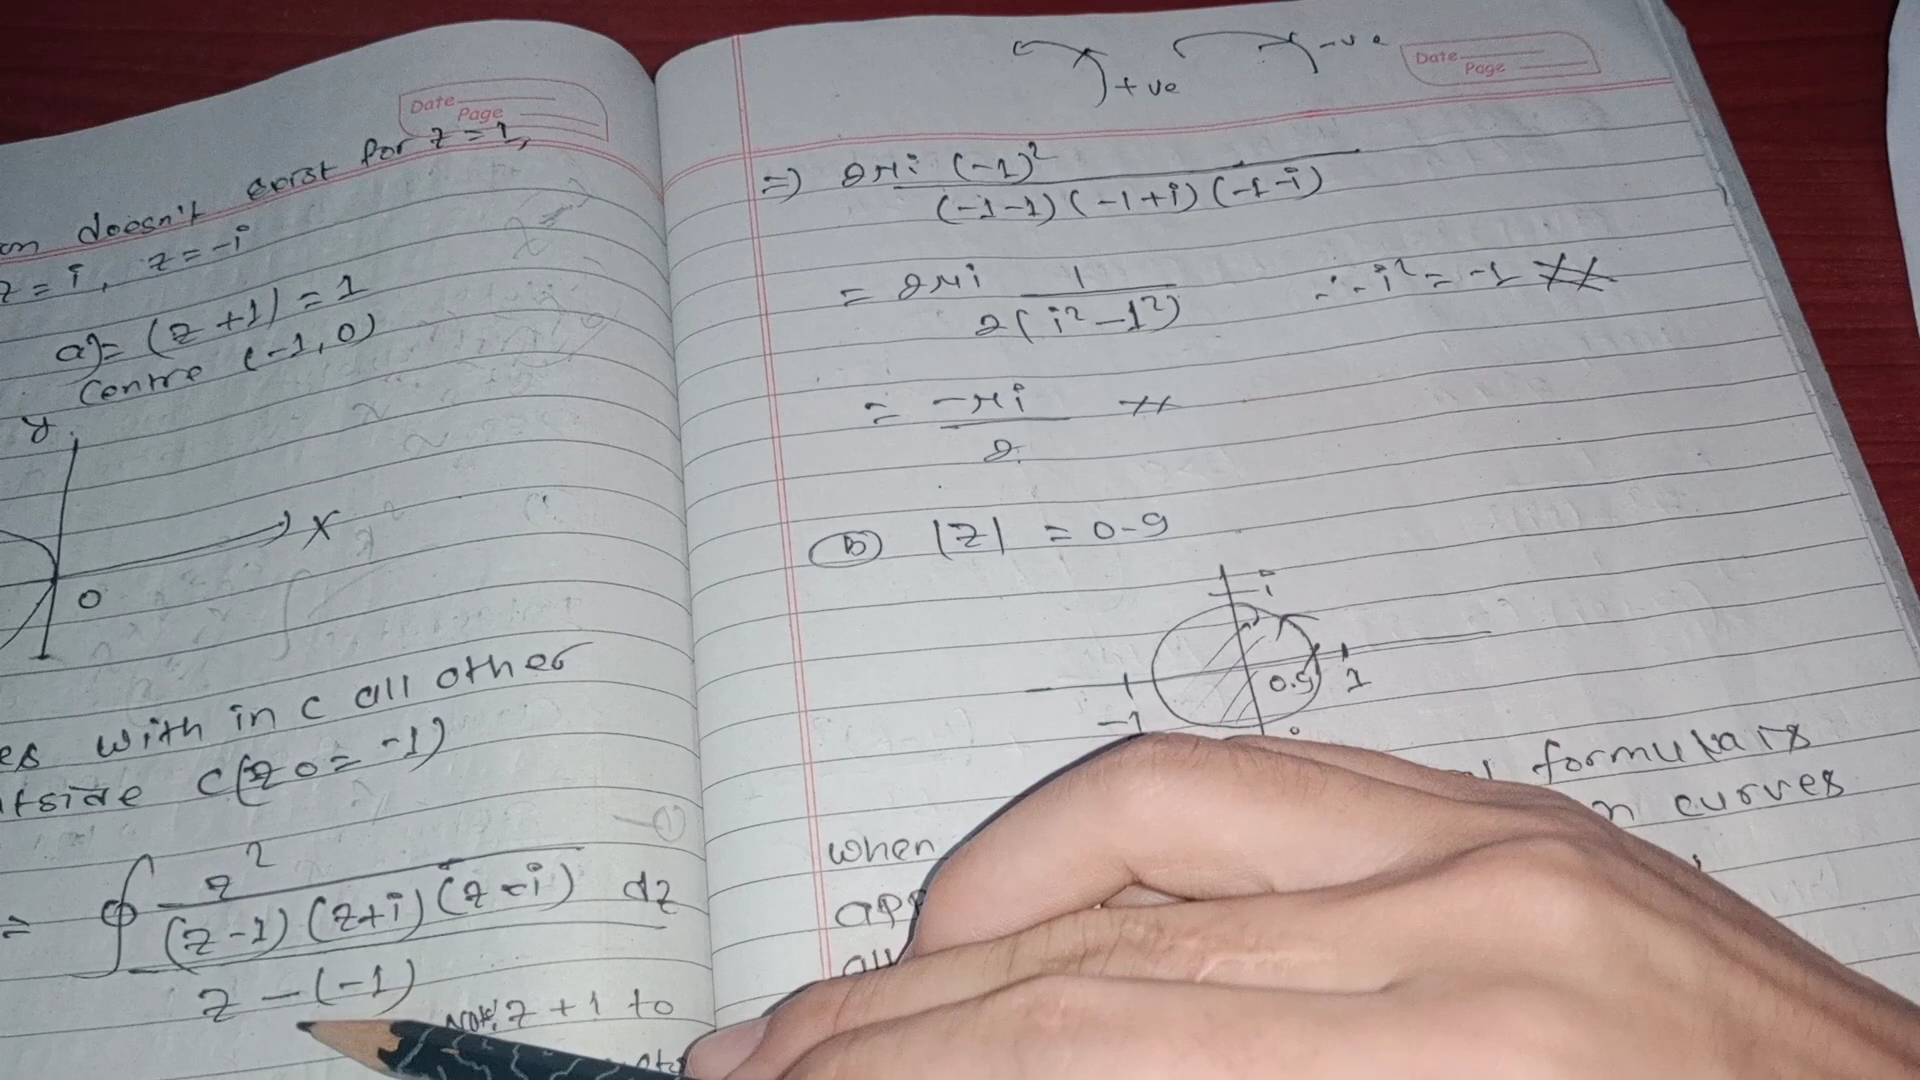 Date
Page
doesn't exist for z = 1,
z = i, z = -i
a) = (z + 1) = 1
Centre (-1, 0)
y
X
O
with in c all other
c(z0 = -1)
= ∮ z²
(z-1)(z+i)(z-i) dz
z - (-1)
Note: z + 1 to
+ve -ve
Date
Page
=) 2πi (-1)²
(-1-1)(-1+i)(-1-i)
= 2πi 1
2(i²-1²) ∴ i² = -1
= -πi
2
(b) |z| = 0.9
i
-1 0.9 1
formula is
curves
when